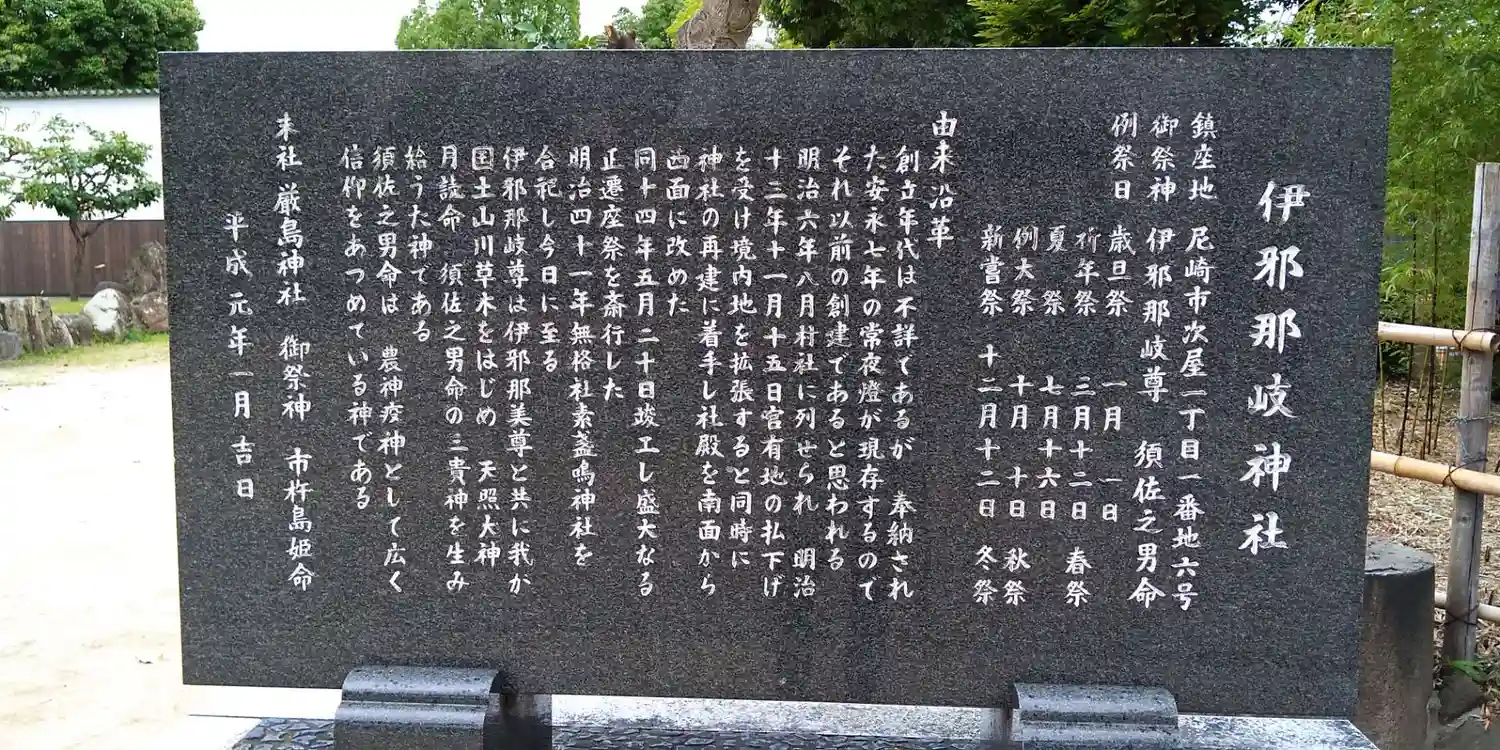 伊邪那岐神社
鎮座地 尼崎市次屋二丁目一番地六号
御祭神 伊邪那岐尊 須佐之男命
例祭日 歳旦祭 一月 一日
祈年祭 三月十二日 春祭
夏 祭 七月十六日
例大祭 十月 十日 秋祭
新嘗祭 十二月十二日 冬祭
由来沿革
創立年代は不詳であるが 奉納され
た安永七年の常夜燈が現存するので
それ以前の創建であると思われる
明治六年八月村社に列せられ 明治
十三年十一月十五日官有地の払下げ
を受け境内地を拡張すると同時に
神社の再建に着手し社殿を南面から
西面に改めた
同十四年五月二十日竣工し盛大なる
正遷座祭を斎行した
明治四十一年無格社素盞鳴神社を
合祀し今日に至る
伊邪那岐尊は伊邪那美尊と共に我が
国土山川草木をはじめ 天照大神
月読命 須佐之男命の三貴神を生み
給うた神である
須佐之男命は 農神疫神として広く
信仰をあつめている神である
末社 厳島神社 御祭神 市杵島姫命
平成元年一月吉日